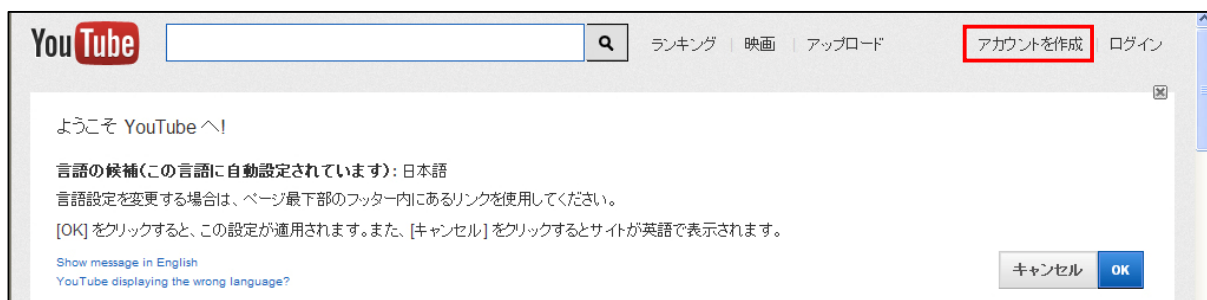 YouTube ランキング 映画 アップロード アカウントを作成 ログイン
ようこそ YouTube へ!
言語の候補(この言語に自動設定されています): 日本語
言語設定を変更する場合は、ページ最下部のフッター内にあるリンクを使用してください。
[OK] をクリックすると、この設定が適用されます。また、[キャンセル] をクリックするとサイトが英語で表示されます。
Show message in English
YouTube displaying the wrong language?
キャンセル OK